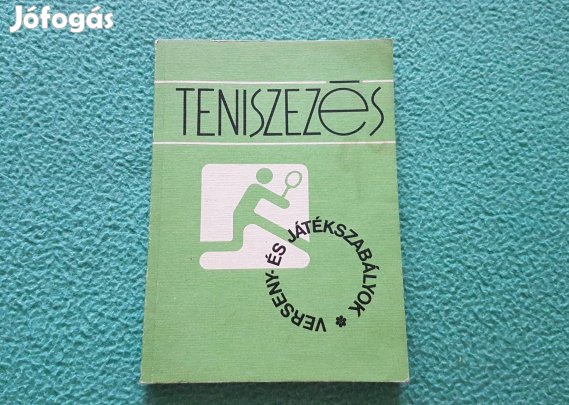 Jófogás
TENISZEZÉS
VERSENY- ÉS JÁTÉKSZABÁLYOK *